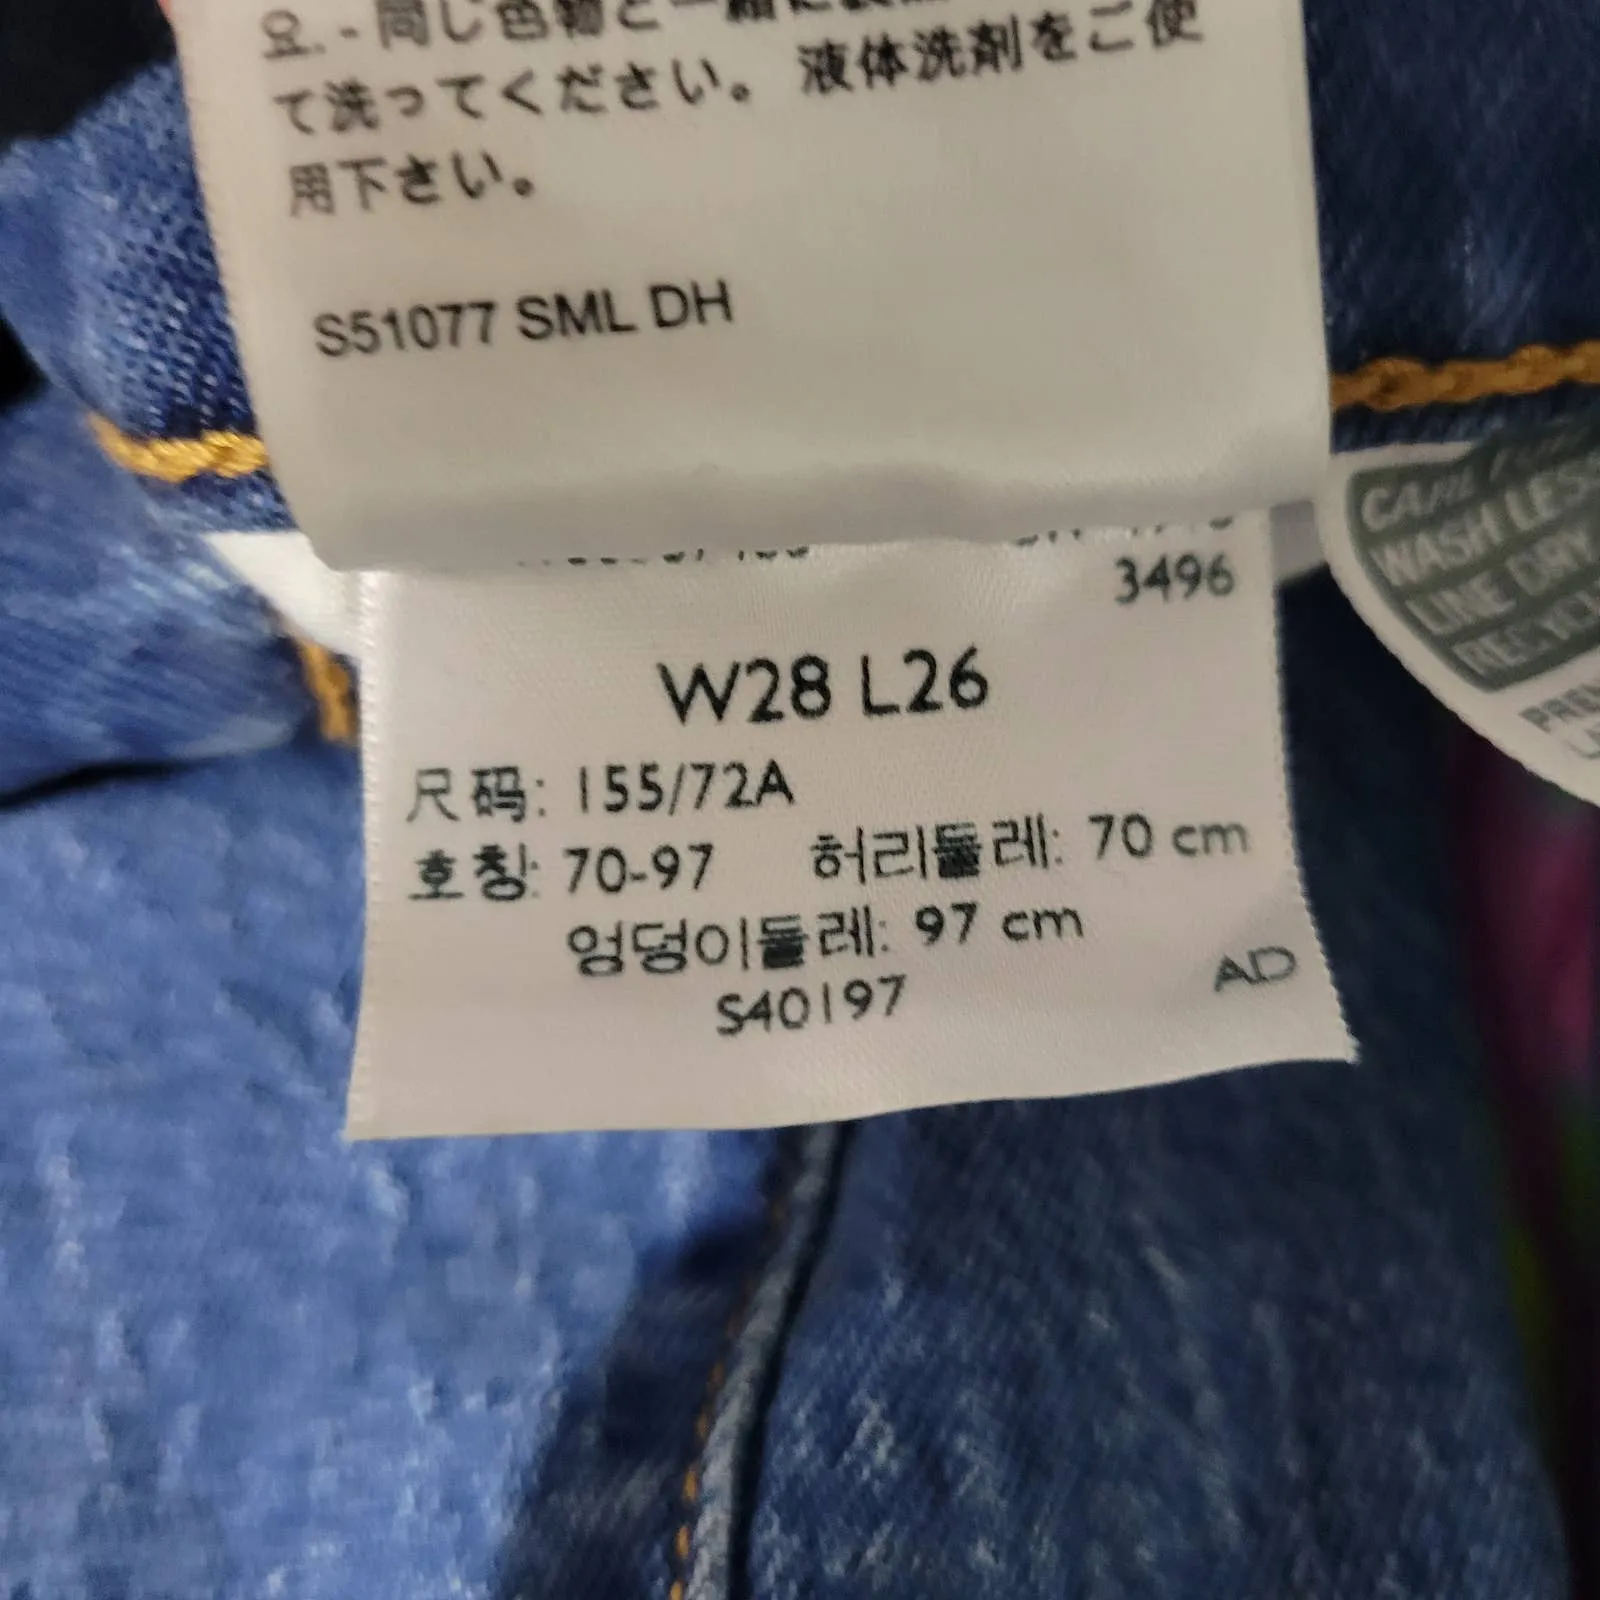 요. - 同じ色物と一緒に
て洗ってください。 液体洗剤をご使
用下さい。
S51077 SML DH
3496
W28 L26
尺码: 155/72A
호칭: 70-97 허리둘레: 70 cm
엉덩이둘레: 97 cm
S40197 AD
CARE
WASH LESS
LINE DRY
RECYCL